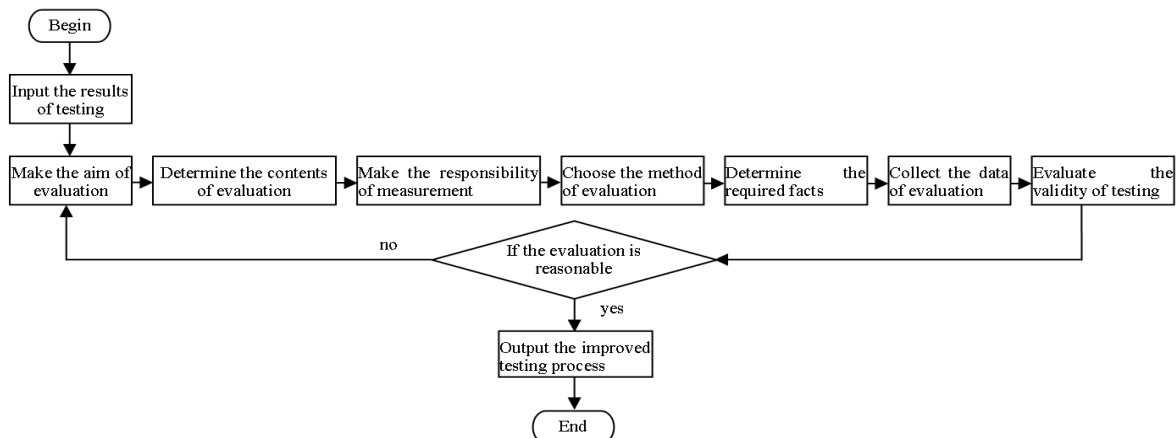 Begin
Input the results
of testing
Make the aim of
evaluation
Determine the contents
of evaluation
Make the responsibility
of measurement
Choose the method
of evaluation
Determine the
required facts
Collect the data
of evaluation
Evaluate the
validity of testing
If the evaluation is
reasonable
no
yes
Output the improved
testing process
End